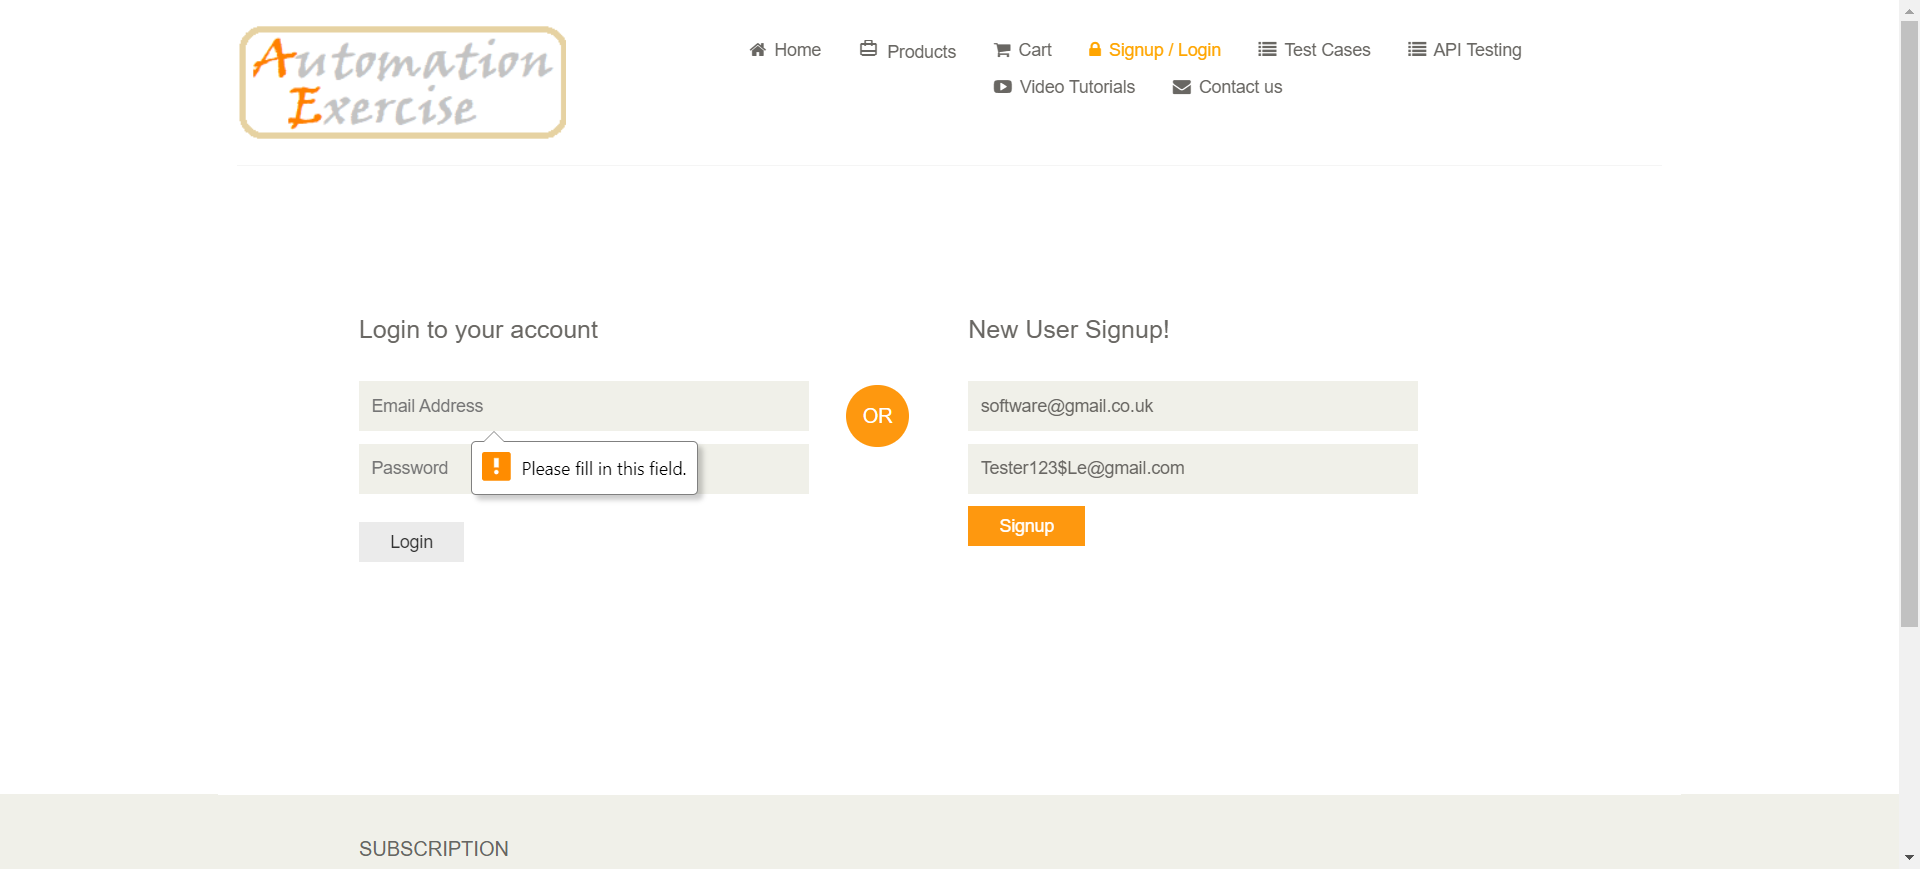 Automation
Exercise
Home Products Cart Signup / Login Test Cases API Testing
Video Tutorials Contact us
Login to your account
Email Address
Password
Please fill in this field.
Login
OR
New User Signup!
software@gmail.co.uk
Tester123$Le@gmail.com
Signup
SUBSCRIPTION